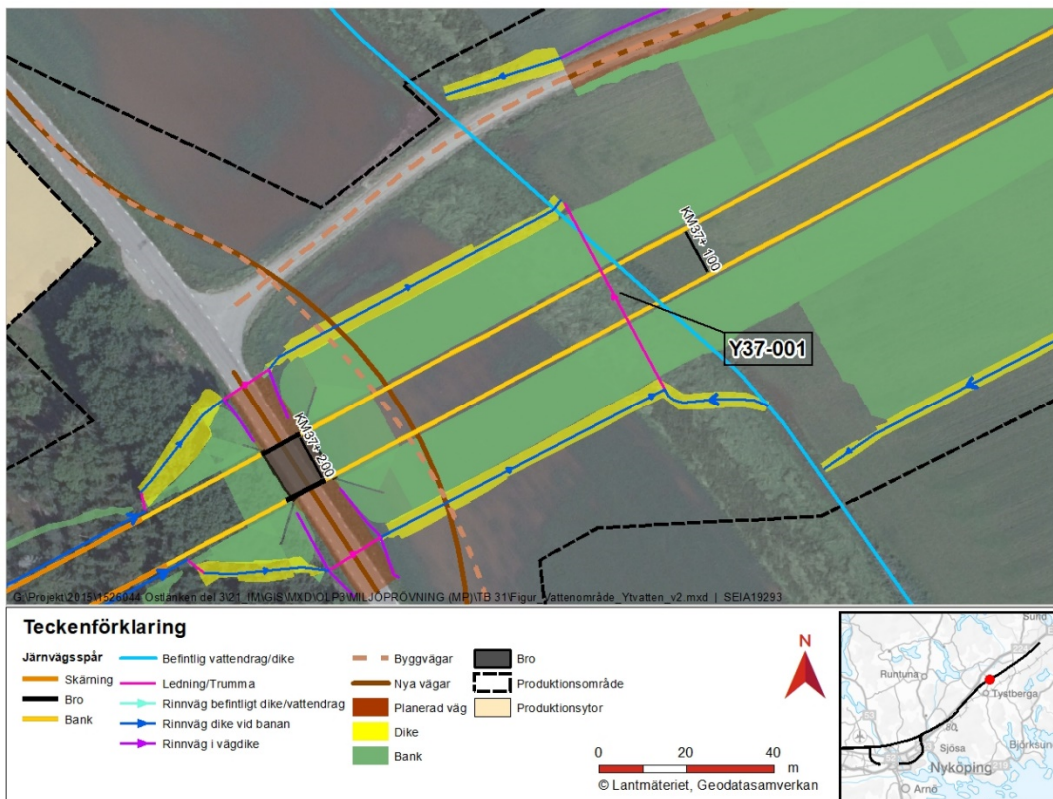 KM37+ 100
Y37-001
KM37+ 200
G:\Projekt\2015\1526044_Ostlänken del 3\21_IM\GIS\MXD\OLP3\MILJÖPRÖVNING (MP)\TB 31\Figur_Vattenområde_Ytvatten_v2.mxd | SEIA19293
Teckenförklaring
Järnvägsspår
Skärning
Bro
Bank
Befintlig vattendrag/dike
Ledning/Trumma
Rinnväg befintligt dike/vattendrag
Rinnväg dike vid banan
Rinnväg i vägdike
Byggvägar
Nya vägar
Planerad väg
Dike
Bank
Bro
Produktionsområde
Produktionsytor
N
0 20 40
m
© Lantmäteriet, Geodatasamverkan
Sund
Runtuna
Tystberga
Sjösa
Björksund
Nyköping
Arnö